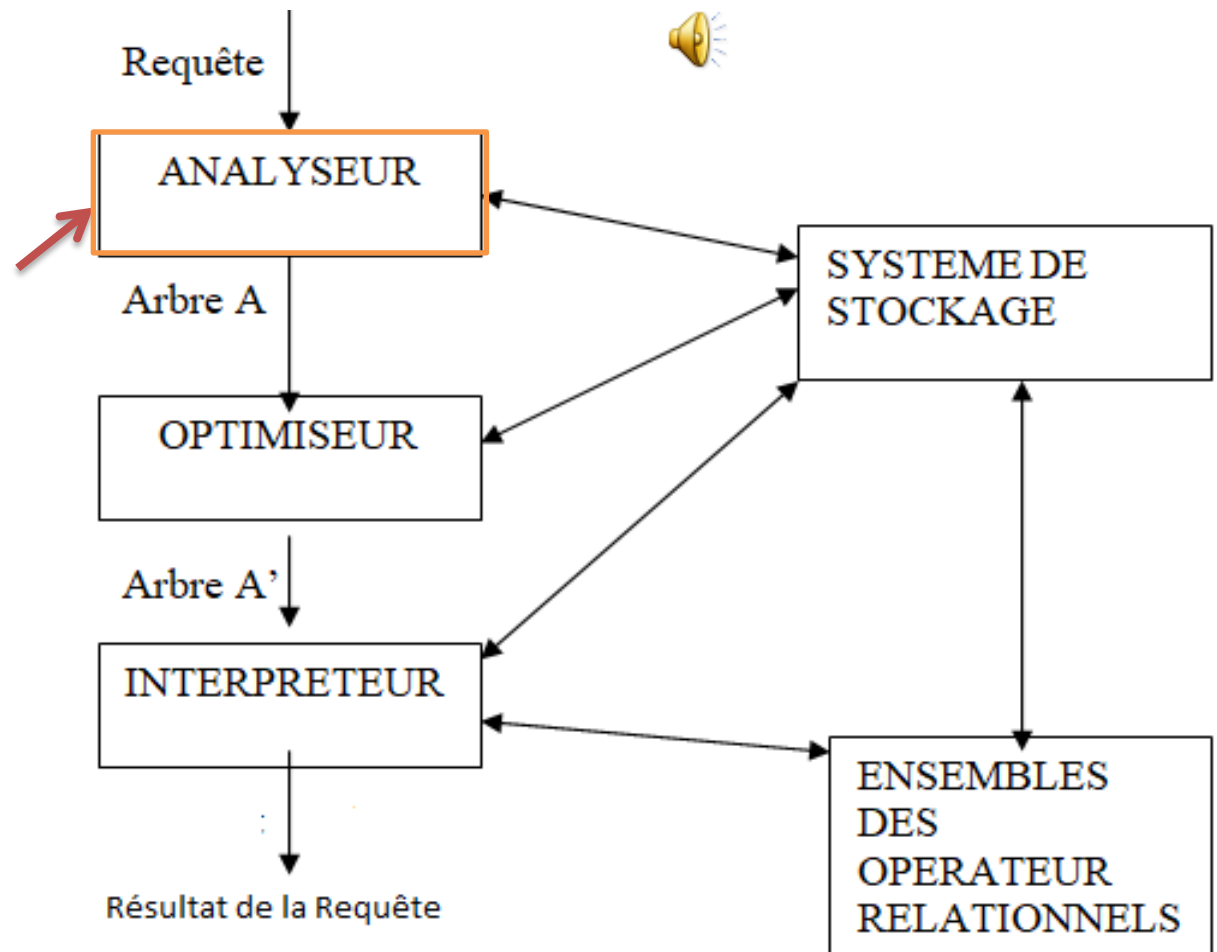 Requête
ANALYSEUR
Arbre A
SYSTEME DE
STOCKAGE
OPTIMISEUR
Arbre A’
INTERPRETEUR
ENSEMBLES
DES
OPERATEUR
RELATIONNELS
Résultat de la Requête